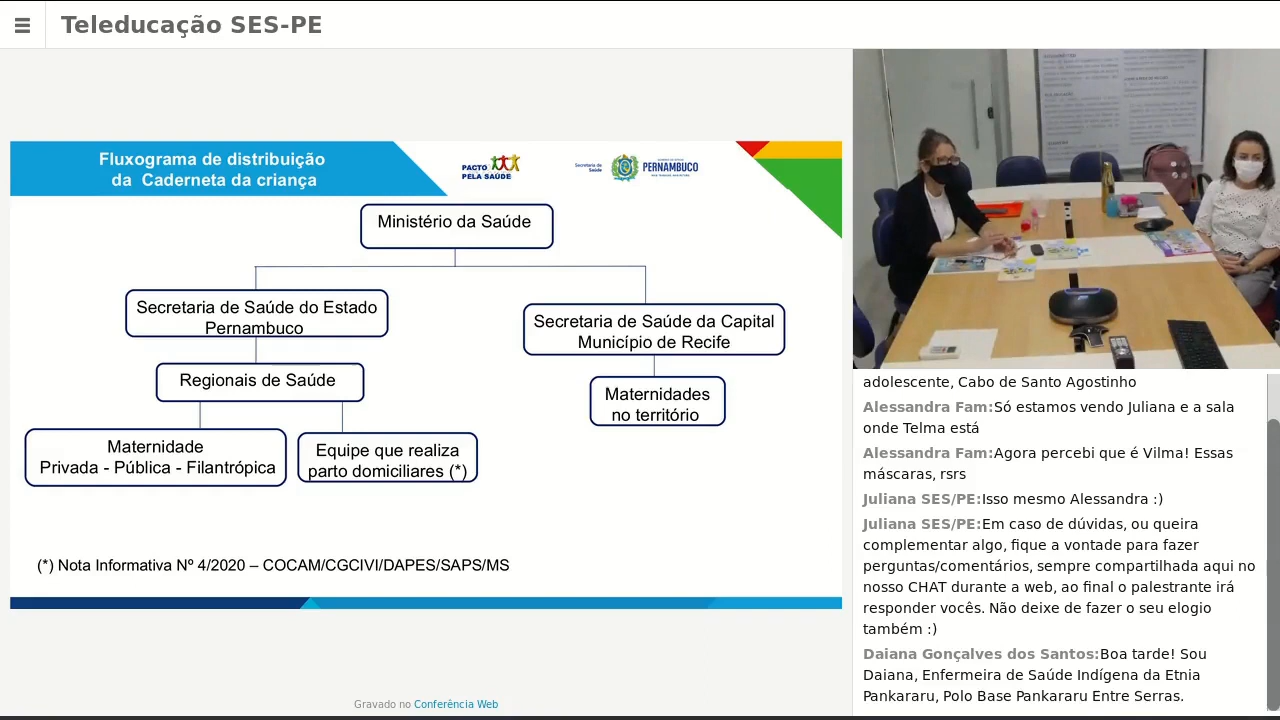 Teleducação SES-PE
Fluxograma de distribuição
da Caderneta da criança
PACTO
PELA SAÚDE
Secretaria de
Saúde
PERNAMBUCO
Ministério da Saúde
Secretaria de Saúde do Estado
Pernambuco
Secretaria de Saúde da Capital
Município de Recife
Regionais de Saúde
Maternidades
no território
Maternidade
Privada - Pública - Filantrópica
Equipe que realiza
parto domiciliares (*)
(*) Nota Informativa Nº 4/2020 – COCAM/CGCIVI/DAPES/SAPS/MS
Gravado no Conferência Web
adolescente, Cabo de Santo Agostinho
Alessandra Fam:Só estamos vendo Juliana e a sala
onde Telma está
Alessandra Fam:Agora percebi que é Vilma! Essas
máscaras, rsrs
Juliana SES/PE:Isso mesmo Alessandra :)
Juliana SES/PE:Em caso de dúvidas, ou queira
complementar algo, fique a vontade para fazer
perguntas/comentários, sempre compartilhada aqui no
nosso CHAT durante a web, ao final o palestrante irá
responder vocês. Não deixe de fazer o seu elogio
também :)
Daiana Gonçalves dos Santos:Boa tarde! Sou
Daiana, Enfermeira de Saúde Indígena da Etnia
Pankararu, Polo Base Pankararu Entre Serras.